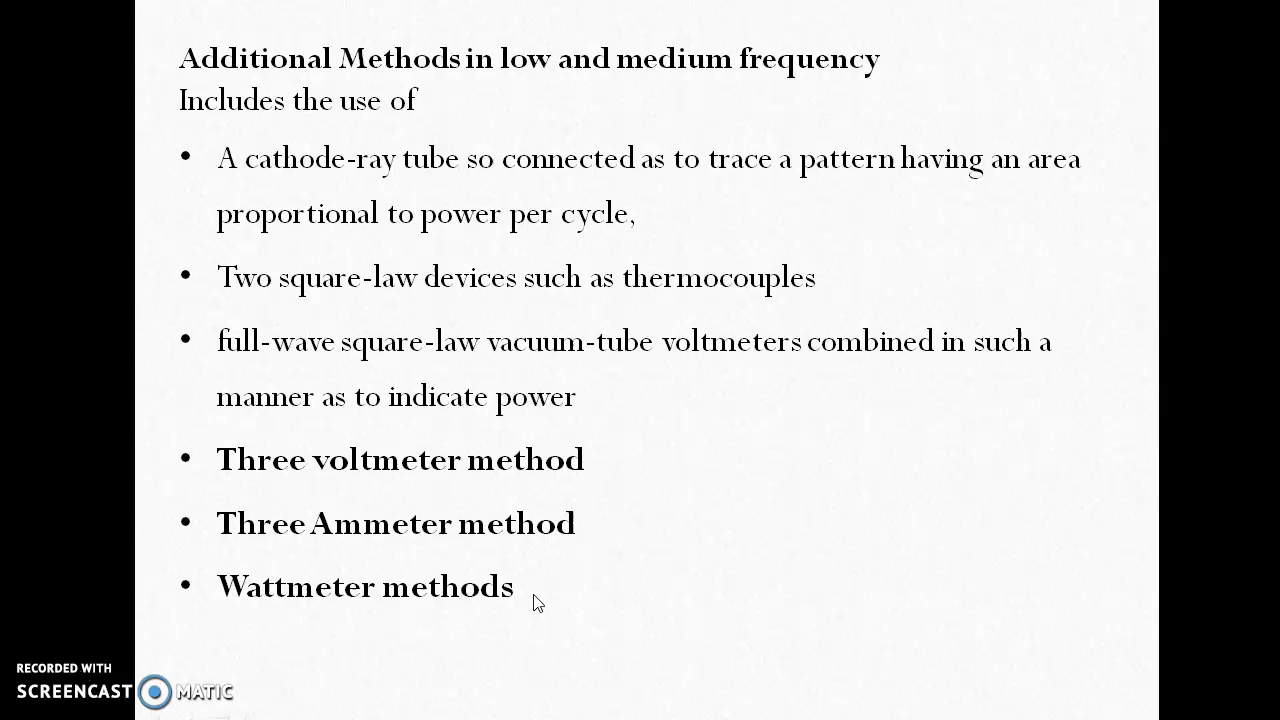 Additional Methods in low and medium frequency
Includes the use of
• A cathode-ray tube so connected as to trace a pattern having an area
proportional to power per cycle,
• Two square-law devices such as thermocouples
• full-wave square-law vacuum-tube voltmeters combined in such a
manner as to indicate power
• Three voltmeter method
• Three Ammeter method
• Wattmeter methods
RECORDED WITH
SCREENCAST MATIC